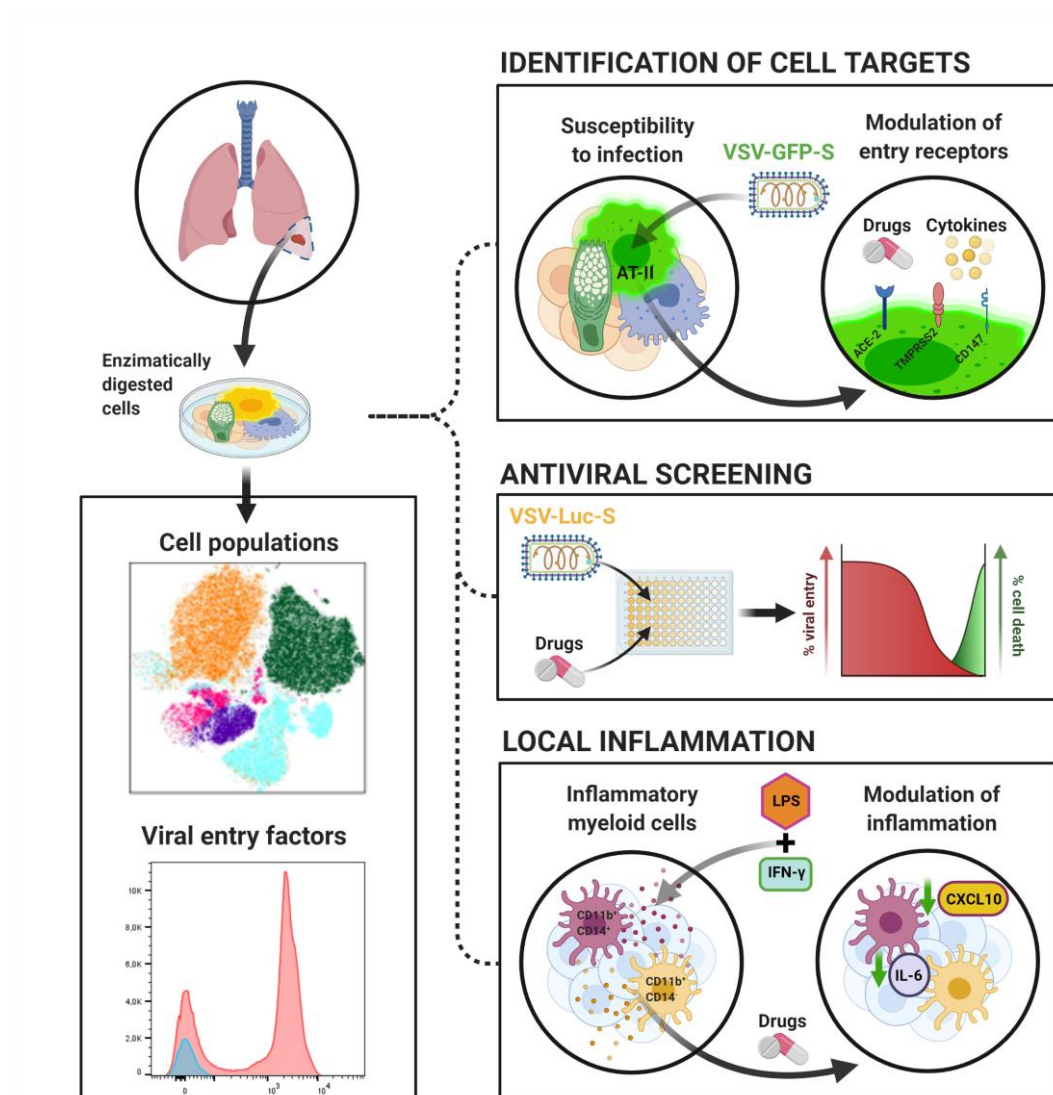 IDENTIFICATION OF CELL TARGETS
Susceptibility
to infection
VSV-GFP-S
Modulation of
entry receptors
Drugs
Cytokines
AT-II
ACE-2
TMPRSS2
CD147
Enzimatically
digested
cells
Cell populations
Viral entry factors
10K
8,0K
6,0K
4,0K
2,0K
0
0
10³
10⁴
ANTIVIRAL SCREENING
VSV-Luc-S
Drugs
% viral entry
% cell death
LOCAL INFLAMMATION
Inflammatory
myeloid cells
LPS
+
IFN-γ
Modulation of
inflammation
CD11b⁺
CD14⁺
CD11b⁺
CD14⁻
Drugs
CXCL10
IL-6